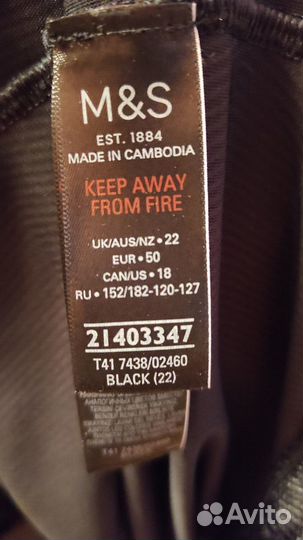 M&S
EST. 1884
MADE IN CAMBODIA
KEEP AWAY
FROM FIRE
UK/AUS/NZ • 22
EUR • 50
CAN/US • 18
RU • 152/182-120-127
21403347
T41 7438/02460
BLACK (22)
Avito